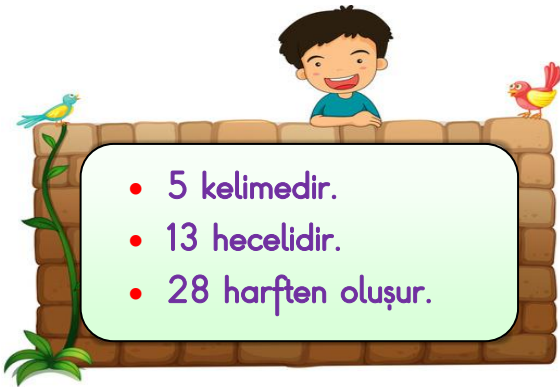 • 5 kelimedir.
• 13 hecelidir.
• 28 harften oluşur.